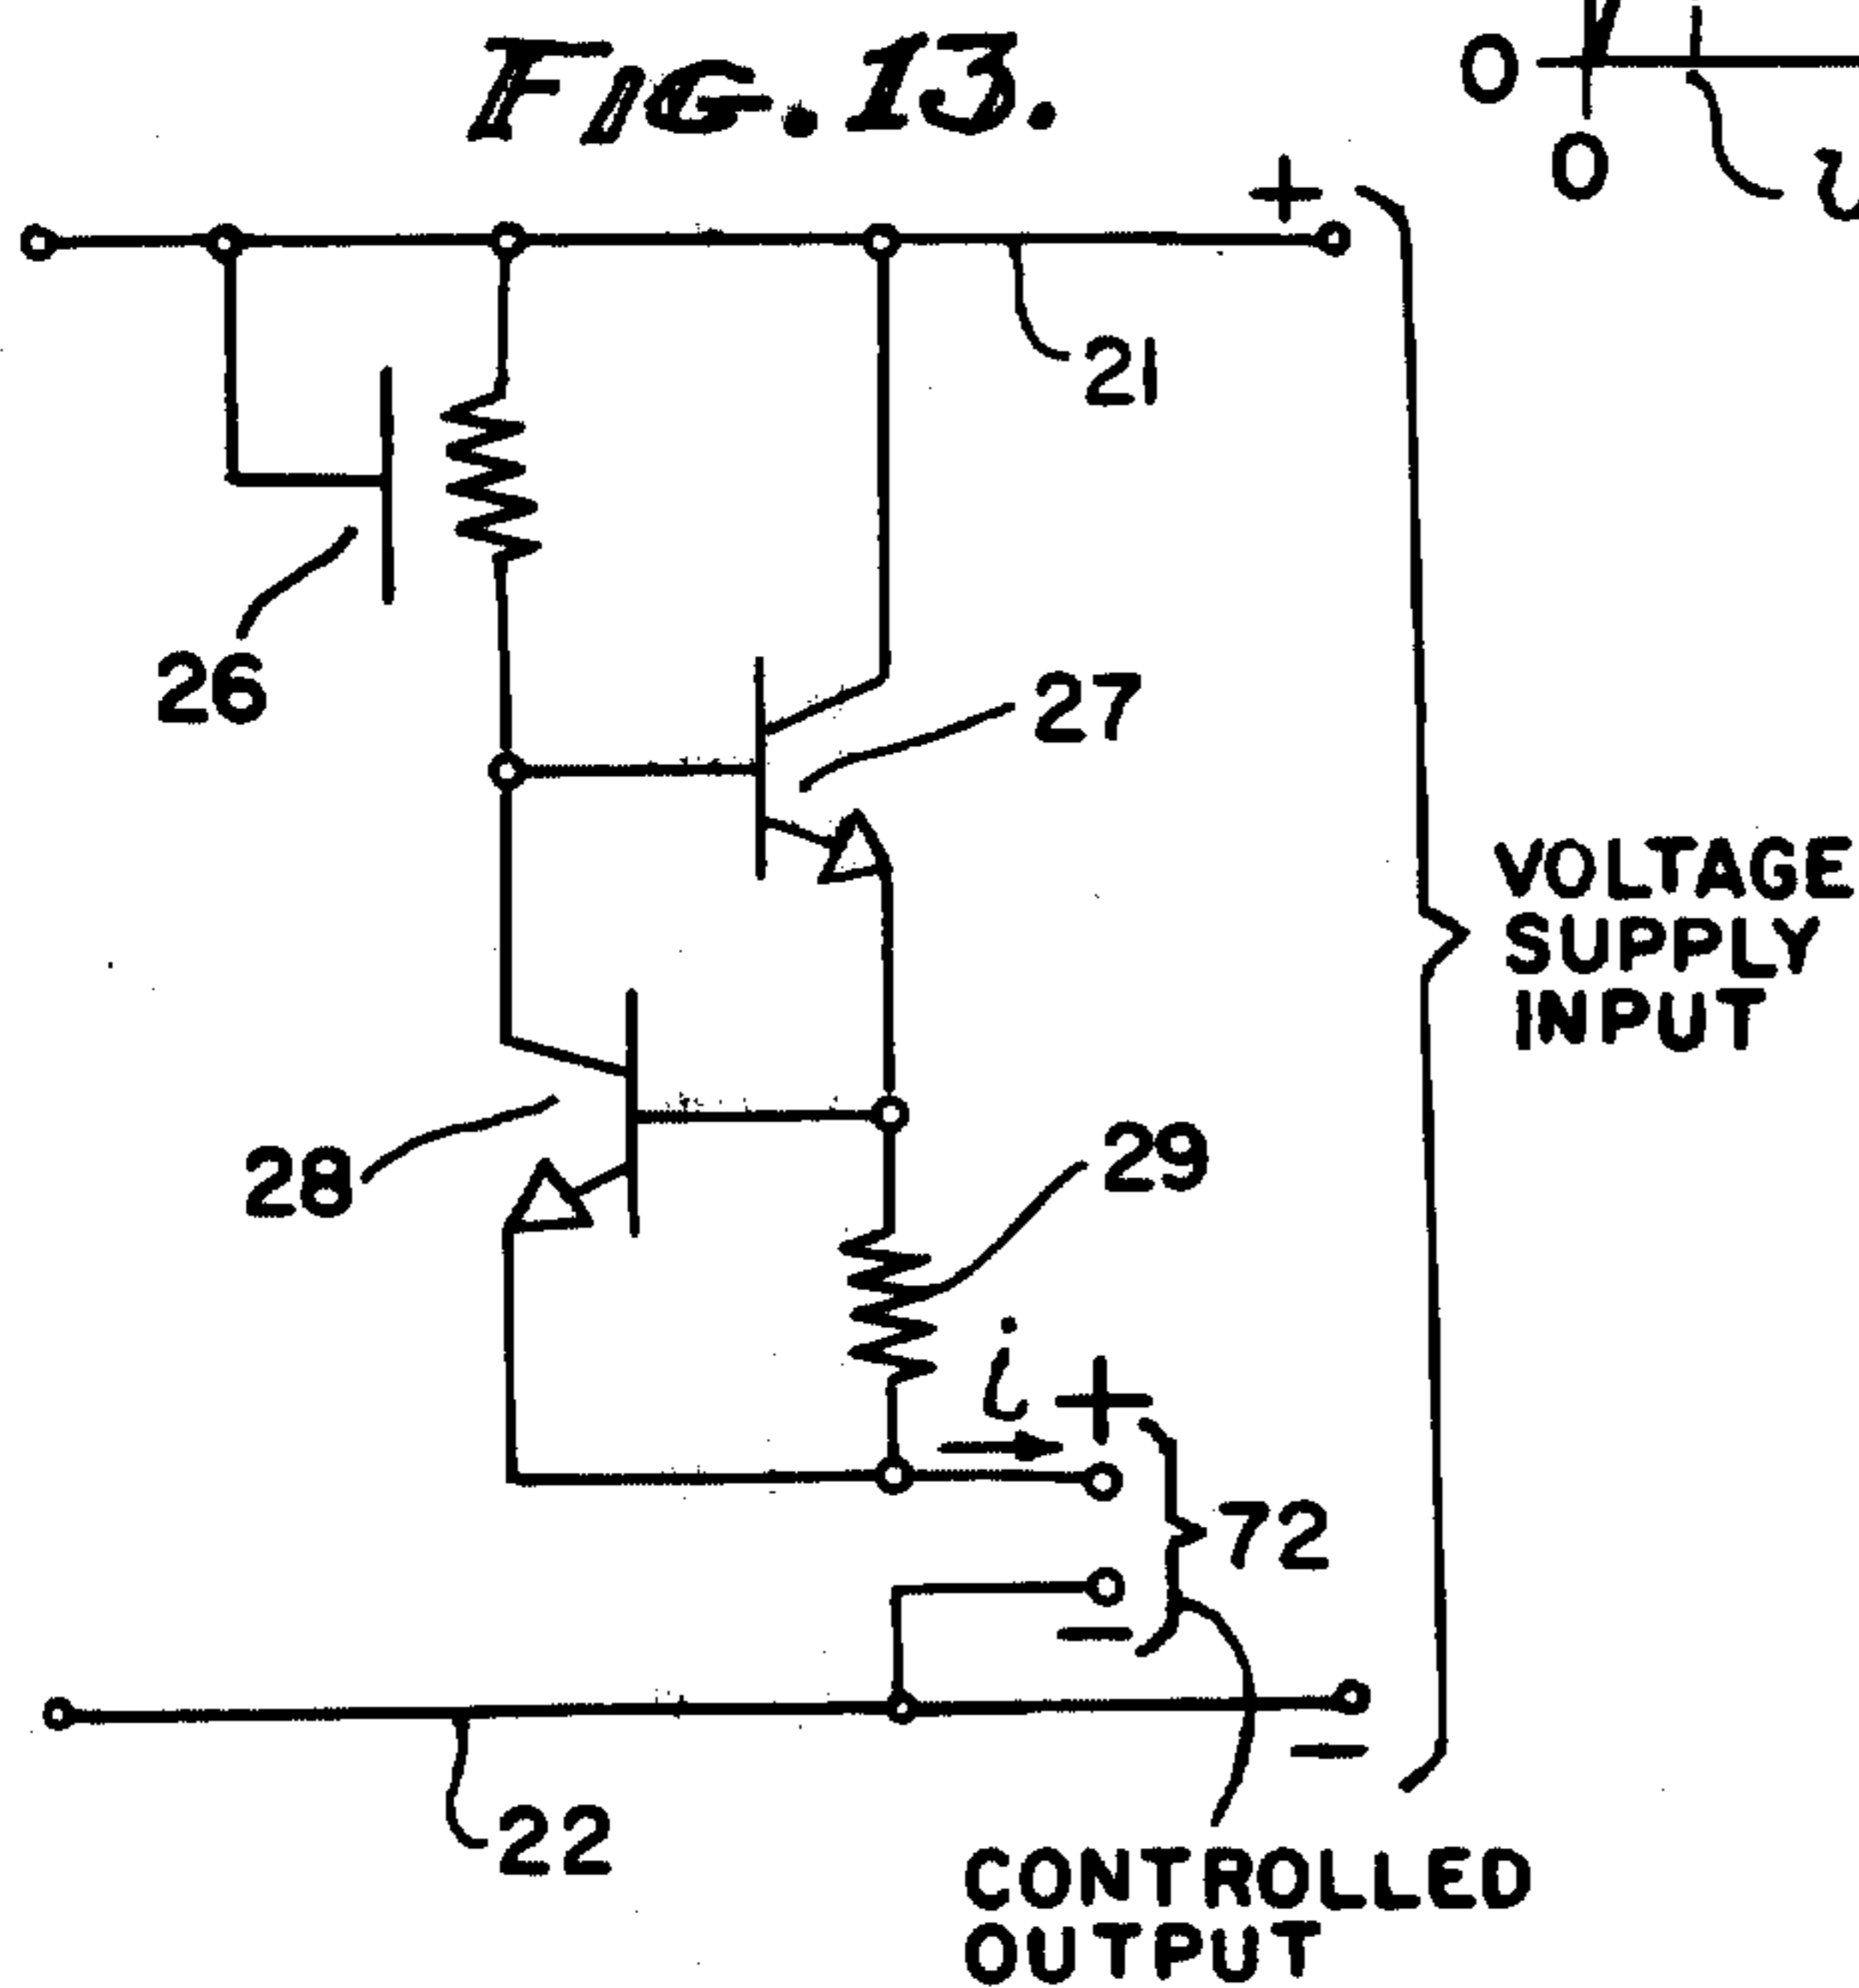 FIG. 13.
0
0
+
21
26
27
VOLTAGE
SUPPLY
INPUT
28
29
i
+
72
−
−
22
CONTROLLED
OUTPUT